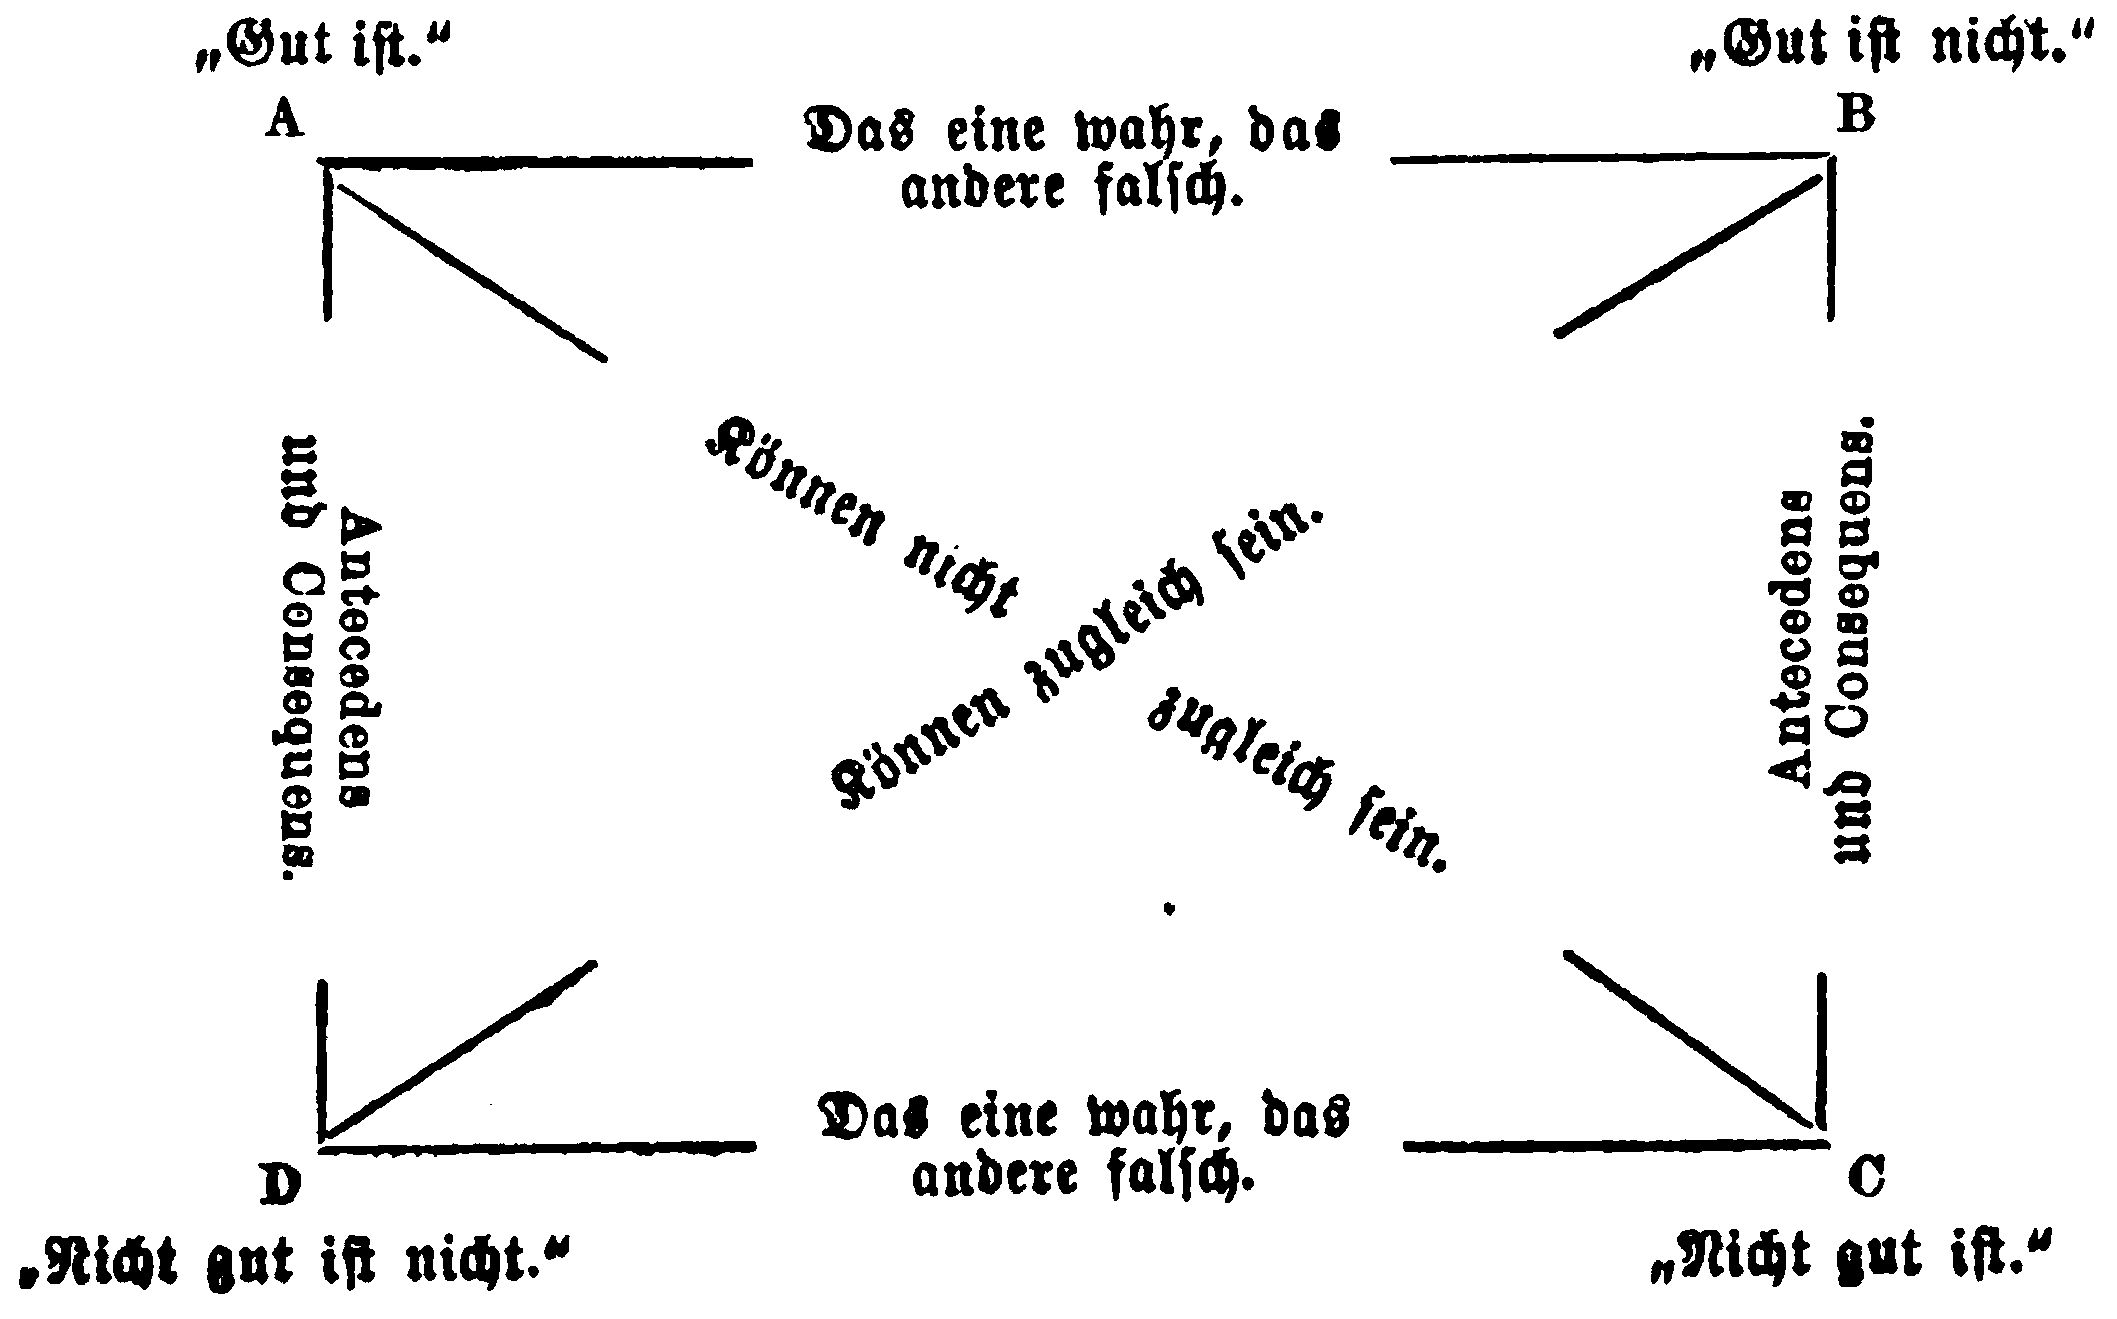 „Gut ist.“
„Gut ist nicht.“
A
B
Das eine wahr, das
andere falsch.
Können nicht
zugleich sein.
Können zugleich sein.
Antecedens
und Consequens.
Antecedens
und Consequens.
Das eine wahr, das
andere falsch.
D
C
„Nicht gut ist nicht.“
„Nicht gut ist.“